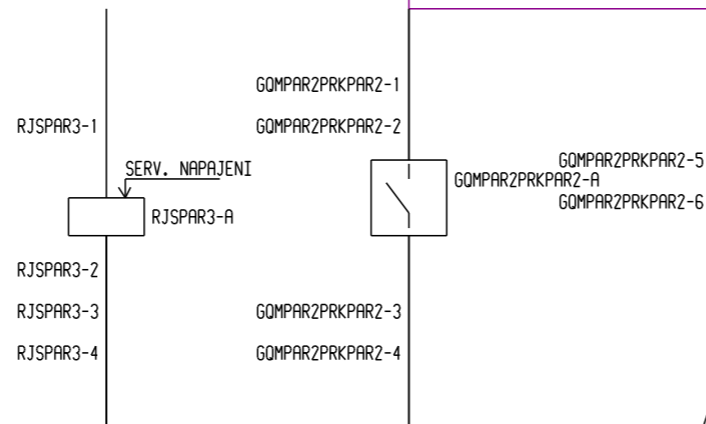 GQMPAR2PRKPAR2-1
RJSPAR3-1
GQMPAR2PRKPAR2-2
SERV. NAPAJENI
GQMPAR2PRKPAR2-5
GQMPAR2PRKPAR2-A
GQMPAR2PRKPAR2-6
RJSPAR3-A
RJSPAR3-2
RJSPAR3-3
GQMPAR2PRKPAR2-3
RJSPAR3-4
GQMPAR2PRKPAR2-4